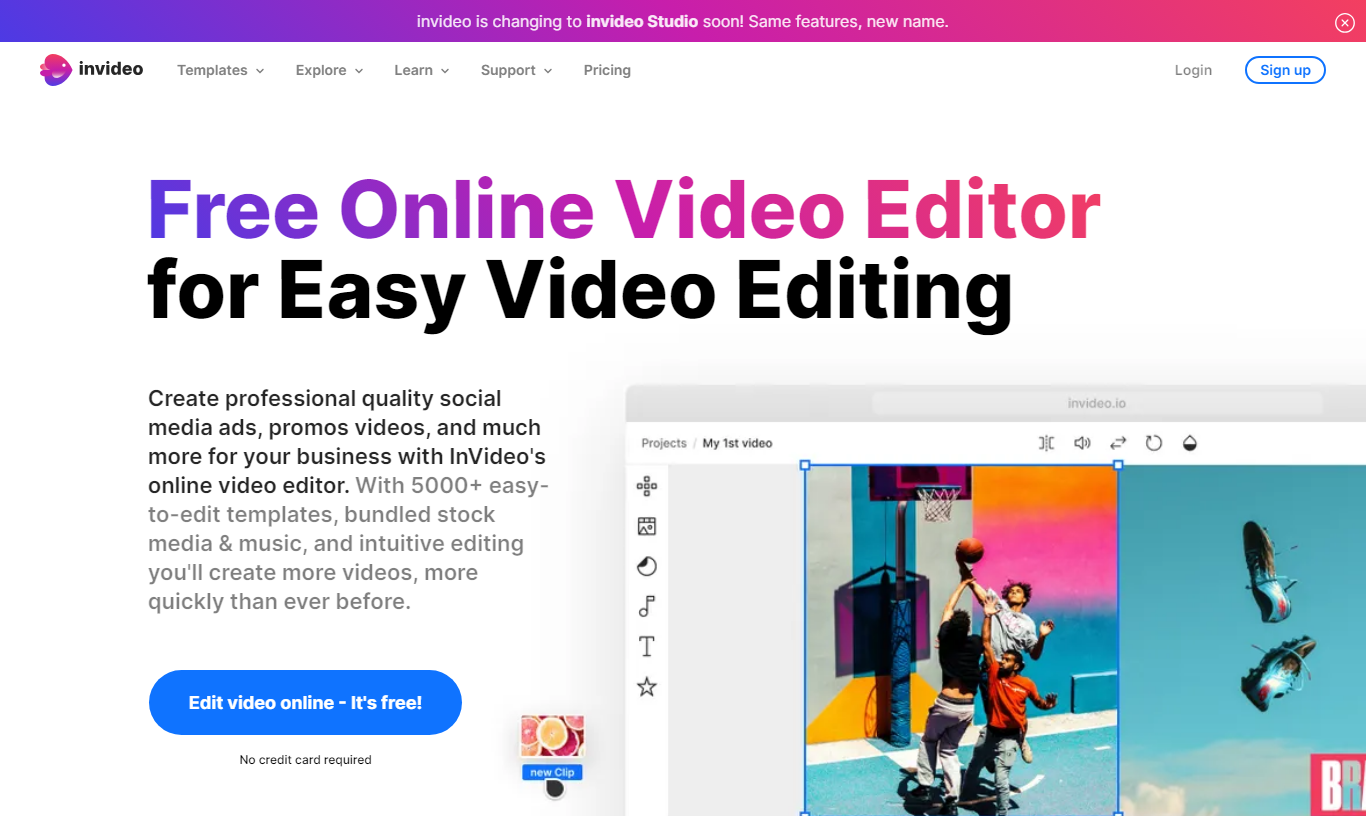 invideo is changing to invideo Studio soon! Same features, new name.
invideo
Templates
Explore
Learn
Support
Pricing
Login
Sign up
Free Online Video Editor
for Easy Video Editing
Create professional quality social
media ads, promos videos, and much
more for your business with InVideo's
online video editor. With 5000+ easy-
to-edit templates, bundled stock
media & music, and intuitive editing
you'll create more videos, more
quickly than ever before.
Edit video online - It's free!
No credit card required
new Clip
invideo.io
Projects / My 1st video